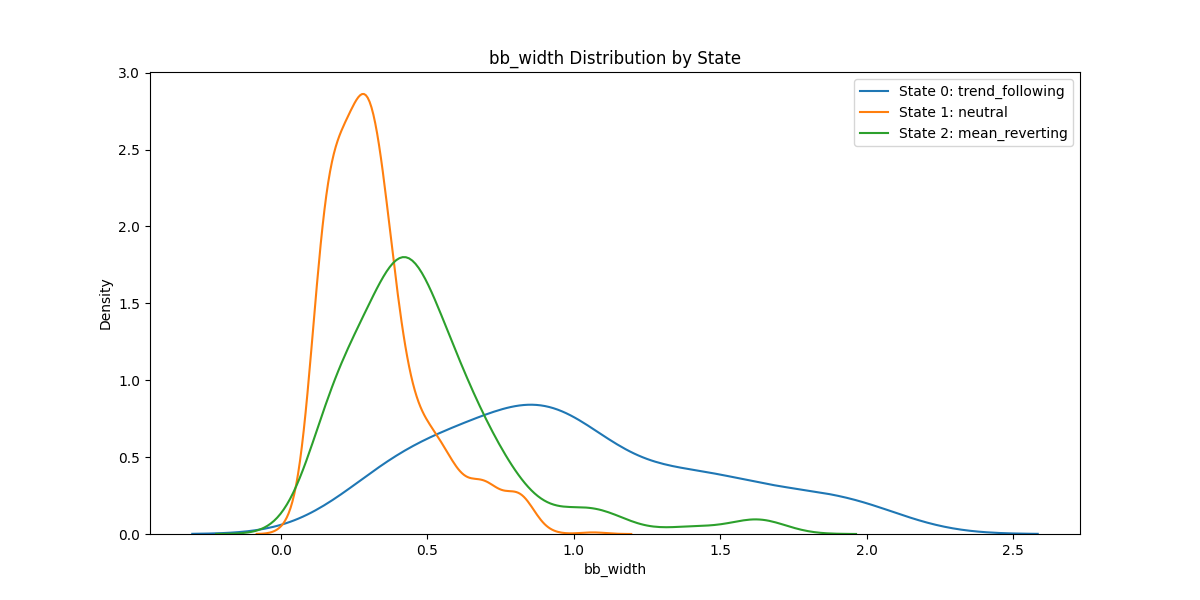 bb_width Distribution by State
State 0: trend_following
State 1: neutral
State 2: mean_reverting
3.0
2.5
2.0
1.5
1.0
0.5
0.0
Density
0.0 0.5 1.0 1.5 2.0 2.5
bb_width